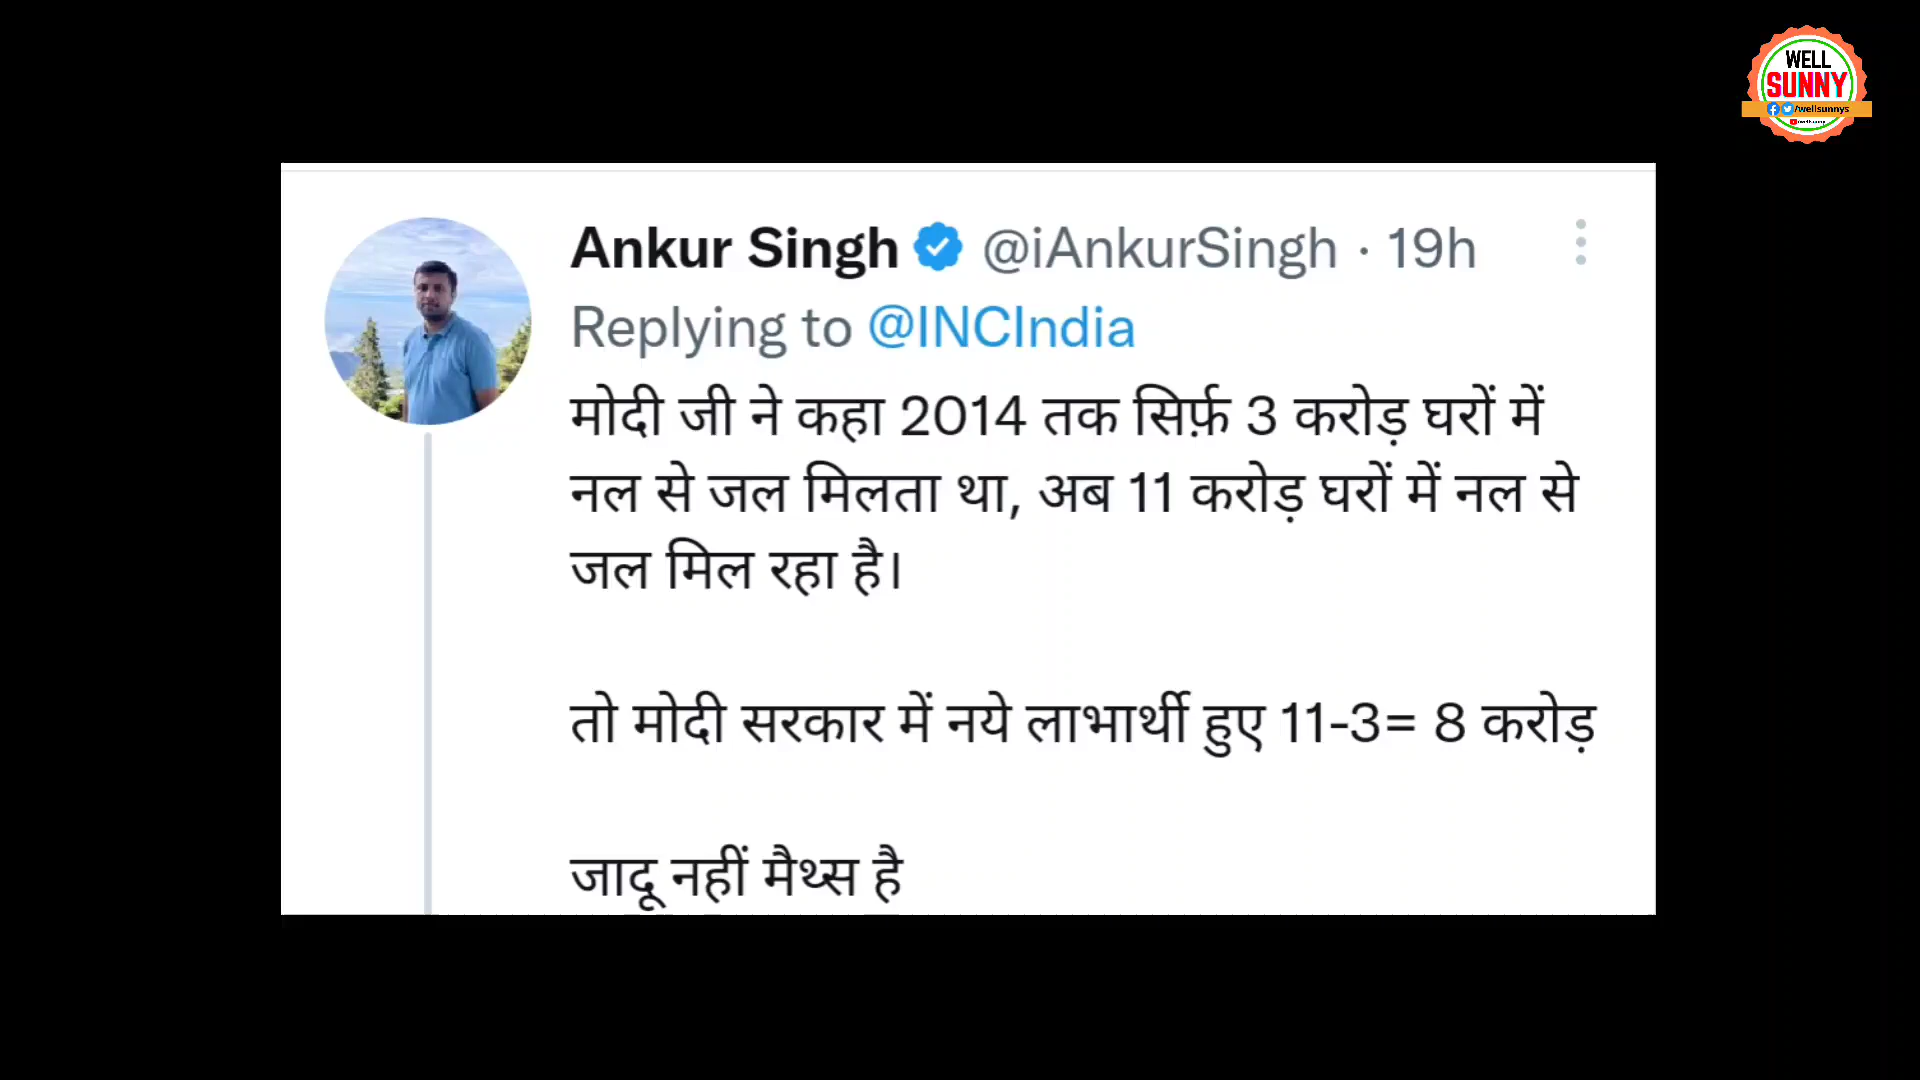 WELL
SUNNY
/wellsunnys
Ankur Singh @iAnkurSingh · 19h
Replying to @INCIndia
मोदी जी ने कहा 2014 तक सिर्फ़ 3 करोड़ घरों में
नल से जल मिलता था, अब 11 करोड़ घरों में नल से
जल मिल रहा है।
तो मोदी सरकार में नये लाभार्थी हुए 11-3= 8 करोड़
जादू नहीं मैथ्स है